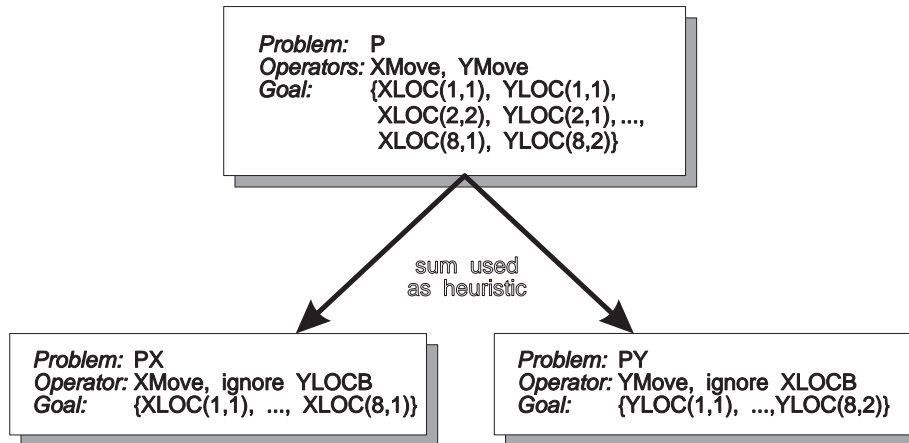 Problem: P
Operators: XMove, YMove
Goal: {XLOC(1,1), YLOC(1,1),
XLOC(2,2), YLOC(2,1), ...,
XLOC(8,1), YLOC(8,2)}
sum used
as heuristic
Problem: PX
Operator: XMove, ignore YLOCB
Goal: {XLOC(1,1), ..., XLOC(8,1)}
Problem: PY
Operator: YMove, ignore XLOCB
Goal: {YLOC(1,1), ...,YLOC(8,2)}